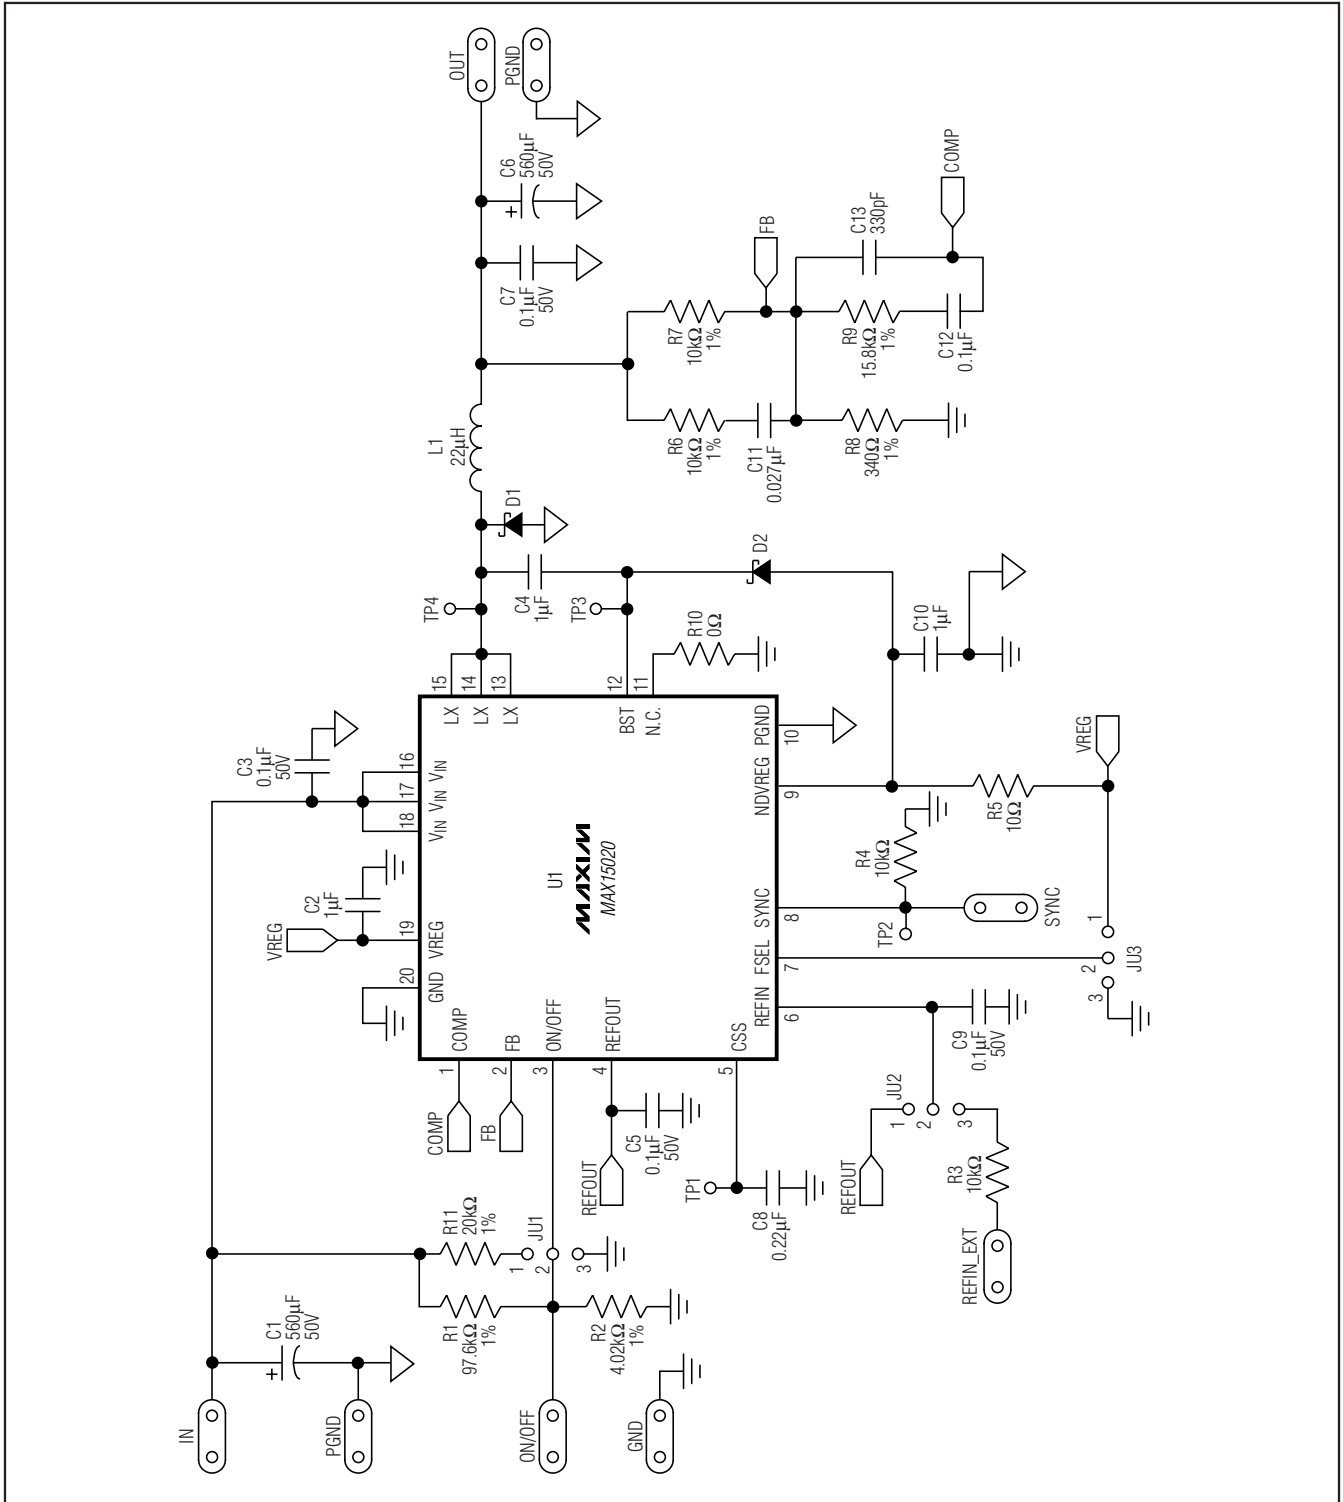 OUT
PGND
C6
560µF
50V
C7
0.1µF
50V
COMP
FB
C13
330pF
R7
10kΩ
1%
R9
15.8kΩ
1%
C12
0.1µF
L1
22µH
R6
10kΩ
1%
C11
0.027µF
R8
340Ω
1%
D1
D2
TP4
C4
1µF
TP3
R10
0Ω
C10
1µF
15
14
13
12
11
LX
LX
LX
BST
N.C.
C3
0.1µF
50V
16
17
18
VIN
VIN
VIN
PGND
10
NDVREG
9
VREG
R5
10Ω
R4
10kΩ
U1
MAXIM
MAX15020
C2
1µF
VREG
19
VREG
20
GND
SYNC
8
TP2
SYNC
FSEL
7
1
2
3
JU3
REFIN
6
C9
0.1µF
50V
COMP
FB
ON/OFF
REFOUT
CSS
1
2
3
4
5
COMP
FB
REFOUT
C5
0.1µF
50V
TP1
C8
0.22µF
JU2
1
2
3
REFOUT
R3
10kΩ
REFIN_EXT
R11
20kΩ
1%
JU1
1
2
3
R1
97.6kΩ
1%
R2
4.02kΩ
1%
C1
560µF
50V
IN
PGND
ON/OFF
GND